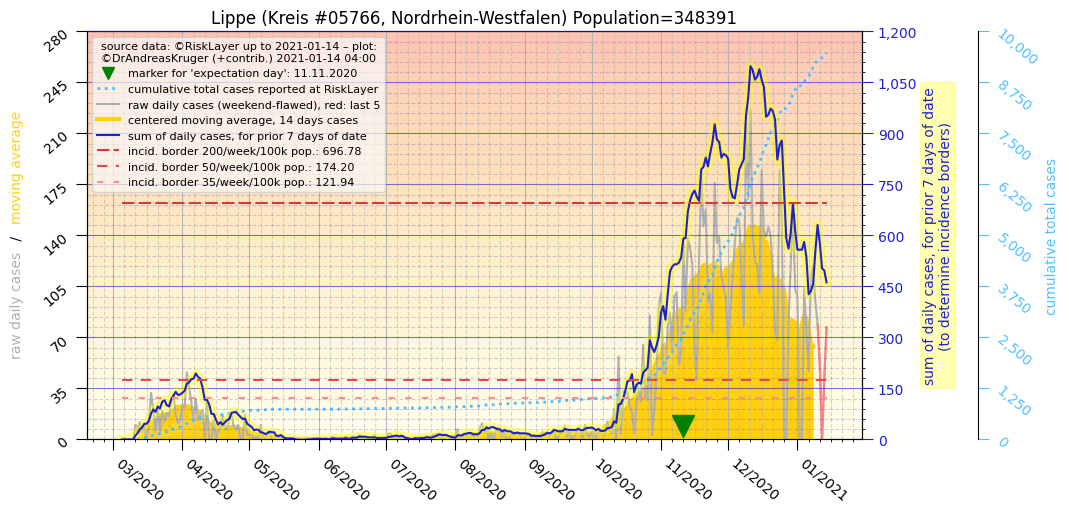 Lippe (Kreis #05766, Nordrhein-Westfalen) Population=348391
source data: ©RiskLayer up to 2021-01-14 – plot:
©DrAndreasKruger (+contrib.) 2021-01-14 04:00
marker for 'expectation day': 11.11.2020
cumulative total cases reported at RiskLayer
raw daily cases (weekend-flawed), red: last 5
centered moving average, 14 days cases
sum of daily cases, for prior 7 days of date
incid. border 200/week/100k pop.: 696.78
incid. border 50/week/100k pop.: 174.20
incid. border 35/week/100k pop.: 121.94
raw daily cases / moving average
280
245
210
175
140
105
70
35
0
03/2020
04/2020
05/2020
06/2020
07/2020
08/2020
09/2020
10/2020
11/2020
12/2020
01/2021
1,200
1,050
900
750
600
450
300
150
0
sum of daily cases, for prior 7 days of date
(to determine incidence borders)
10,000
8,750
7,500
6,250
5,000
3,750
2,500
1,250
0
cumulative total cases